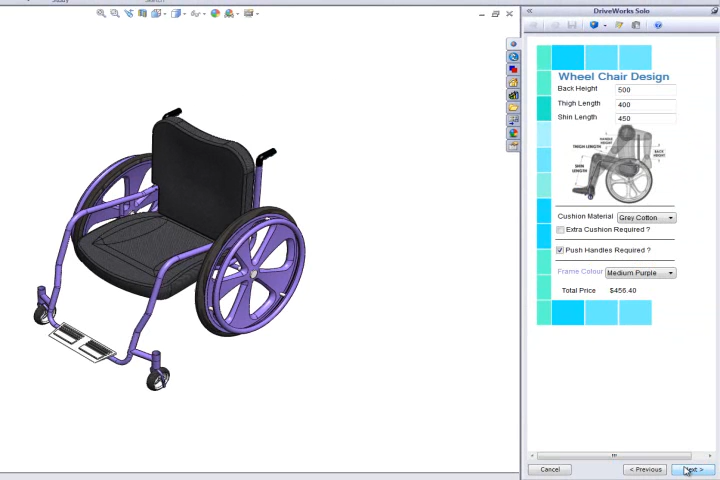 Study
Sketch
DriveWorks Solo
Wheel Chair Design
Back Height 500
Thigh Length 400
Shin Length 450
HANDLE HEIGHT
THIGH LENGTH
BACK HEIGHT
SHIN LENGTH
Cushion Material Grey Cotton
Extra Cushion Required ?
Push Handles Required ?
Frame Colour Medium Purple
Total Price $456.40
Cancel < Previous Next >